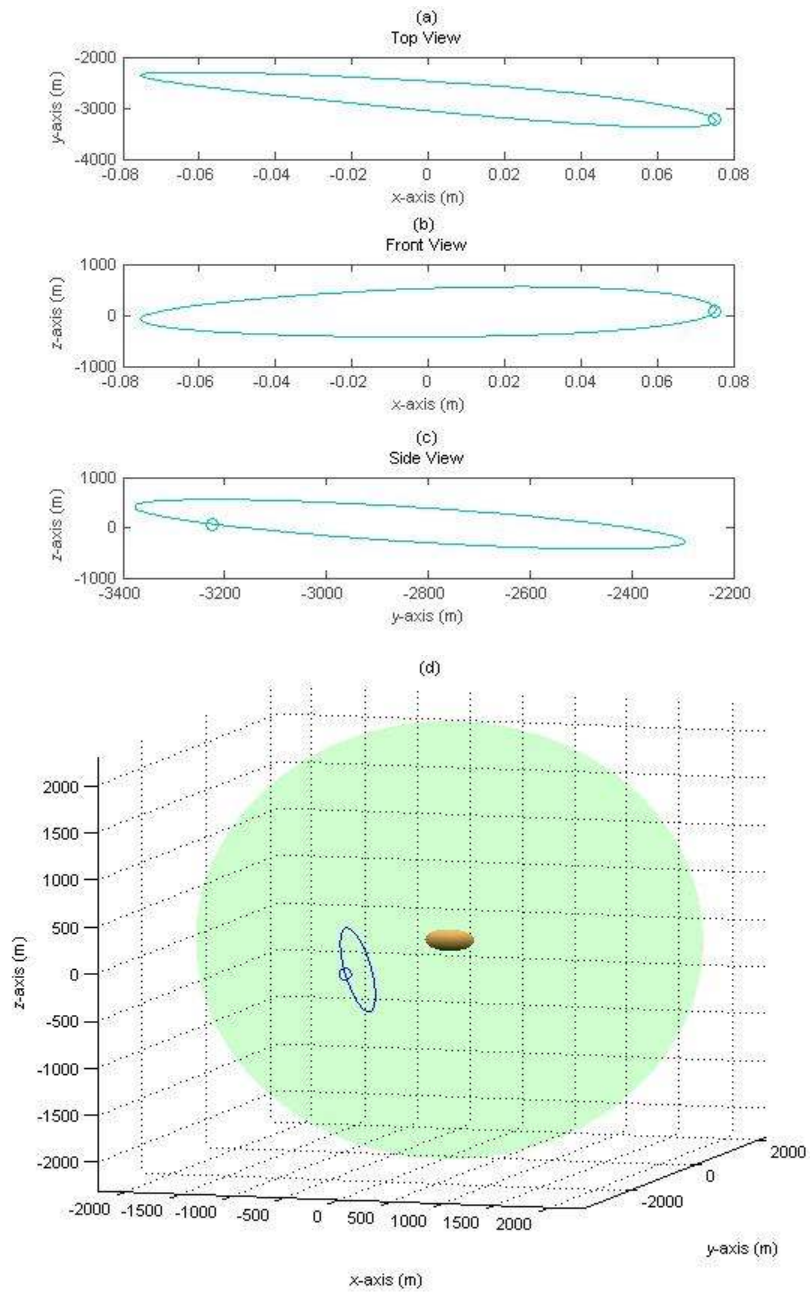 (a)
Top View
-2000
-3000
-4000
y-axis (m)
-0.08 -0.06 -0.04 -0.02 0 0.02 0.04 0.06 0.08
x-axis (m)
(b)
Front View
1000
0
-1000
z-axis (m)
-0.08 -0.06 -0.04 -0.02 0 0.02 0.04 0.06 0.08
x-axis (m)
(c)
Side View
1000
0
-1000
z-axis (m)
-3400 -3200 -3000 -2800 -2600 -2400 -2200
y-axis (m)
(d)
2000
1500
1000
500
0
-500
-1000
-1500
-2000
z-axis (m)
-2000 -1500 -1000 -500 0 500 1000 1500 2000
x-axis (m)
-2000 0 2000
y-axis (m)